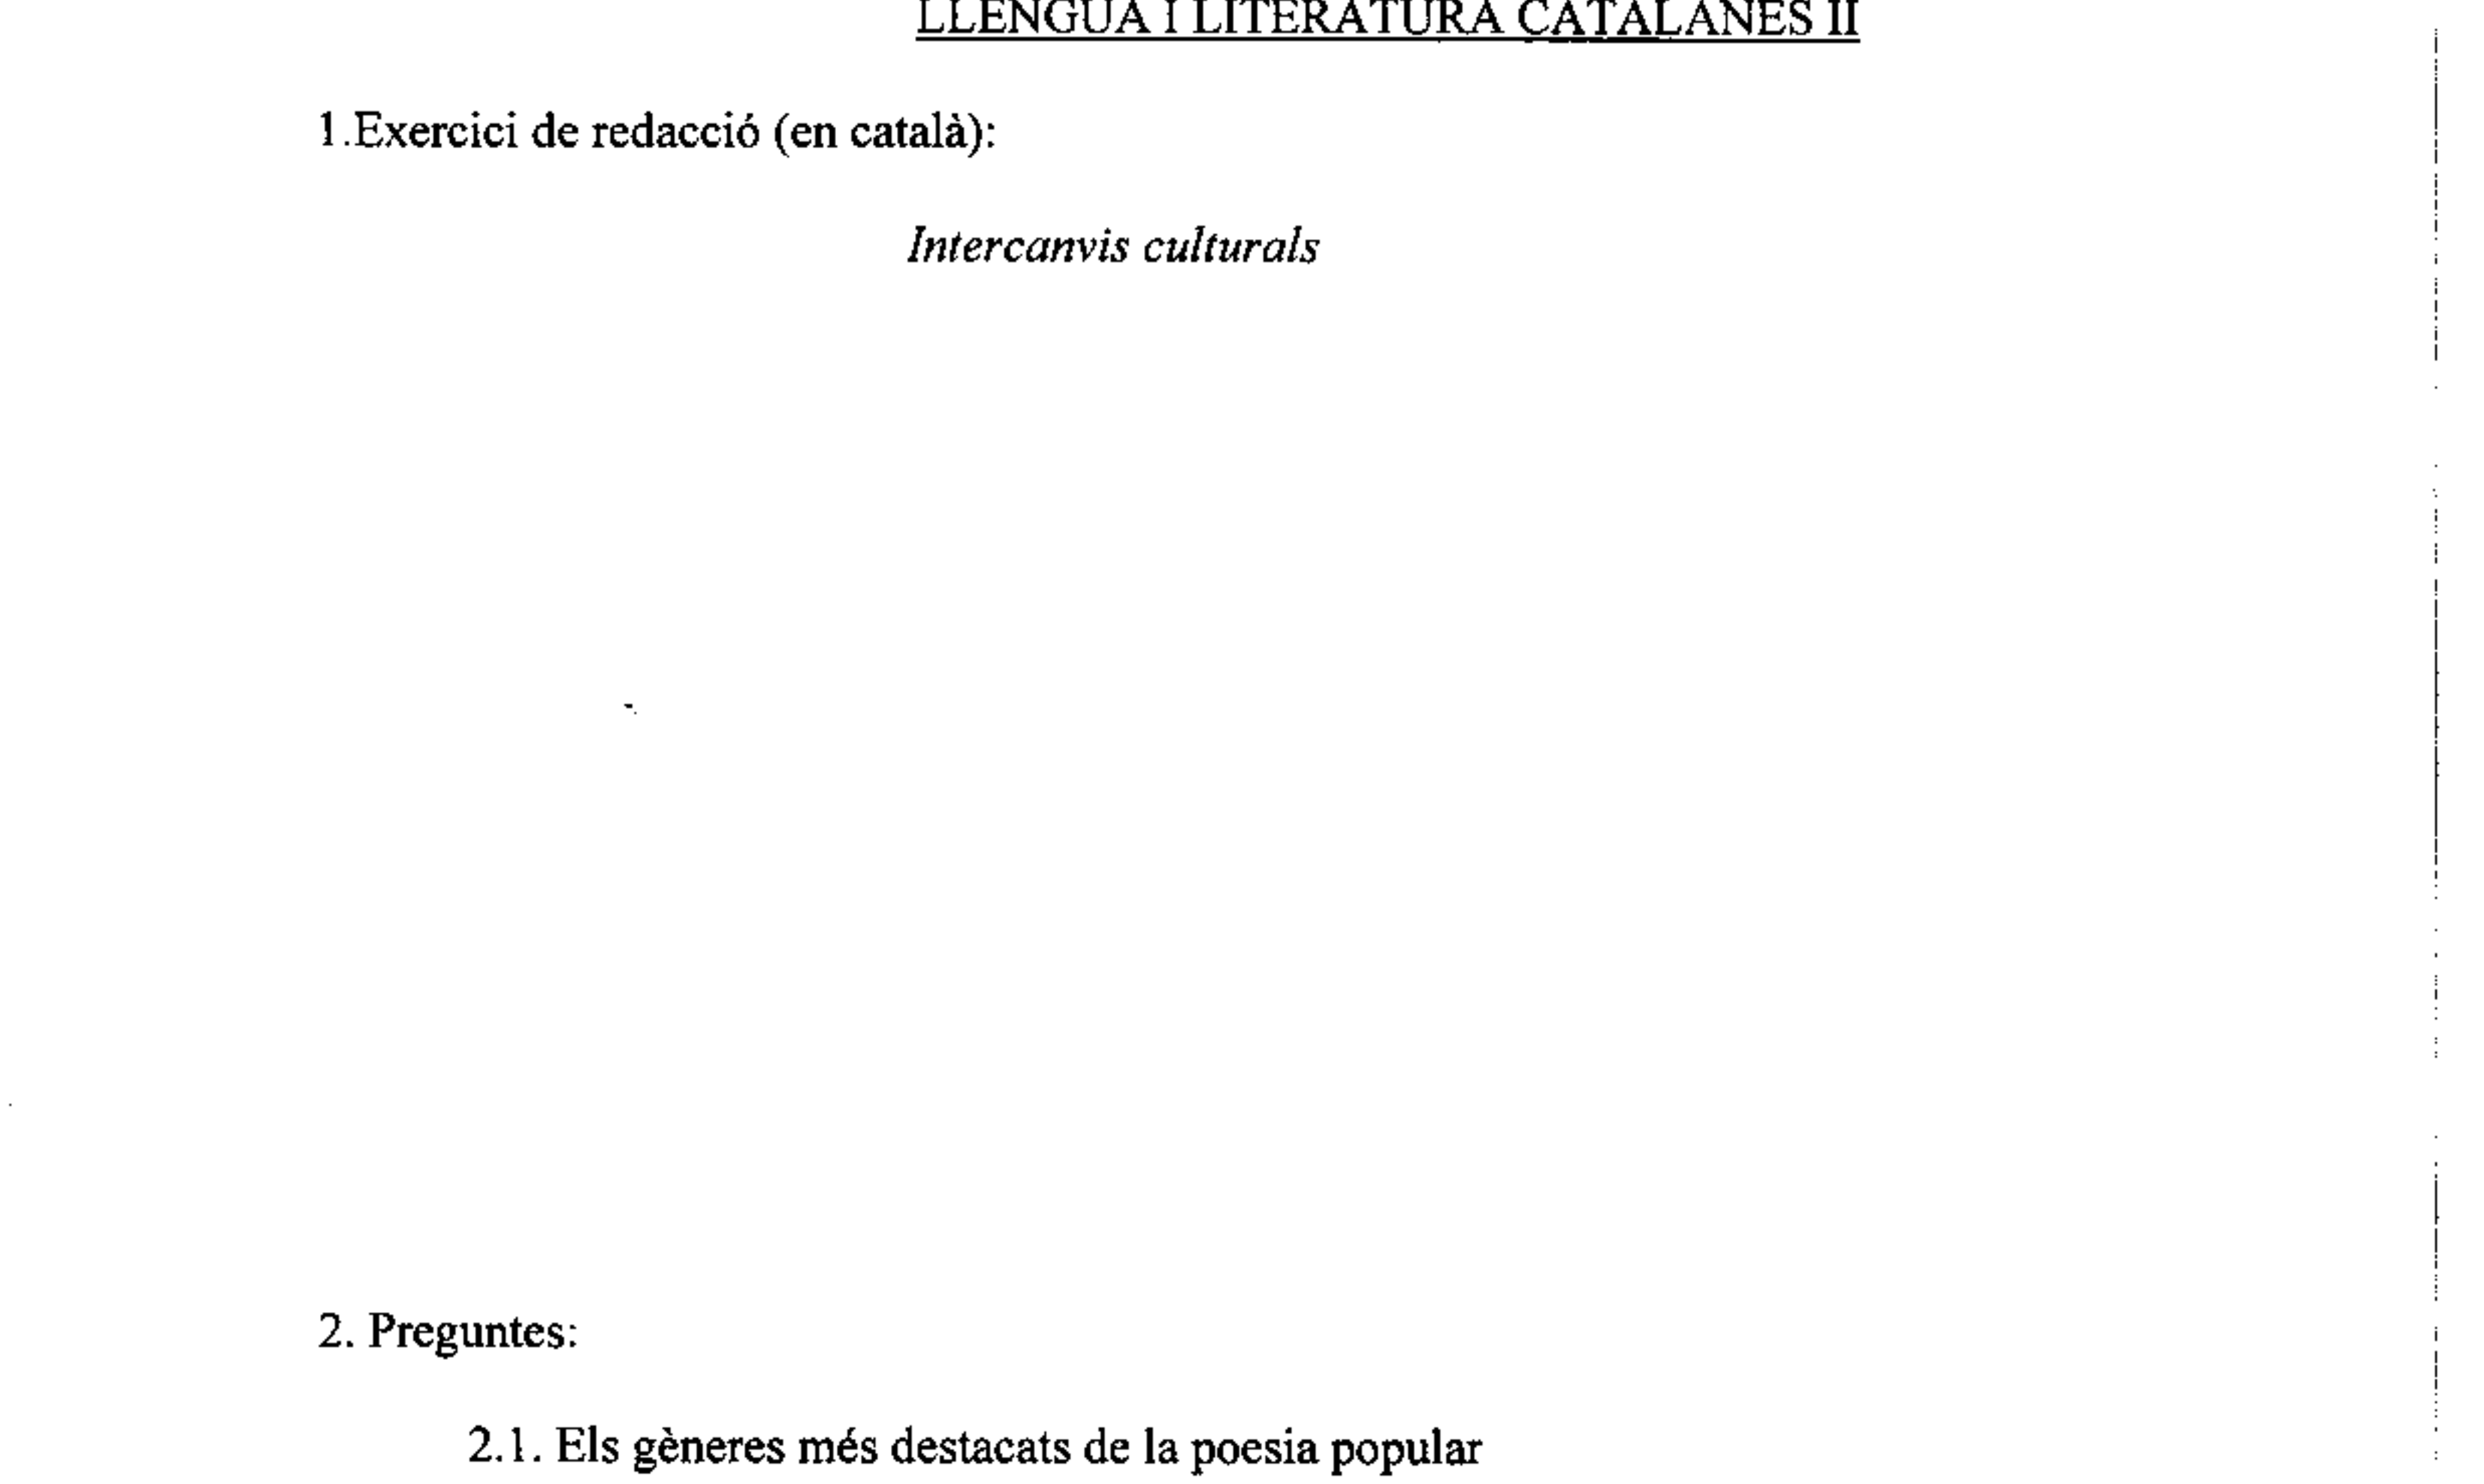 LLENGUA I LITERATURA CATALANES II
1.Exercici de redacció (en català):
Intercanvis culturals
2. Preguntes:
2.1. Els gèneres més destacats de la poesia popular